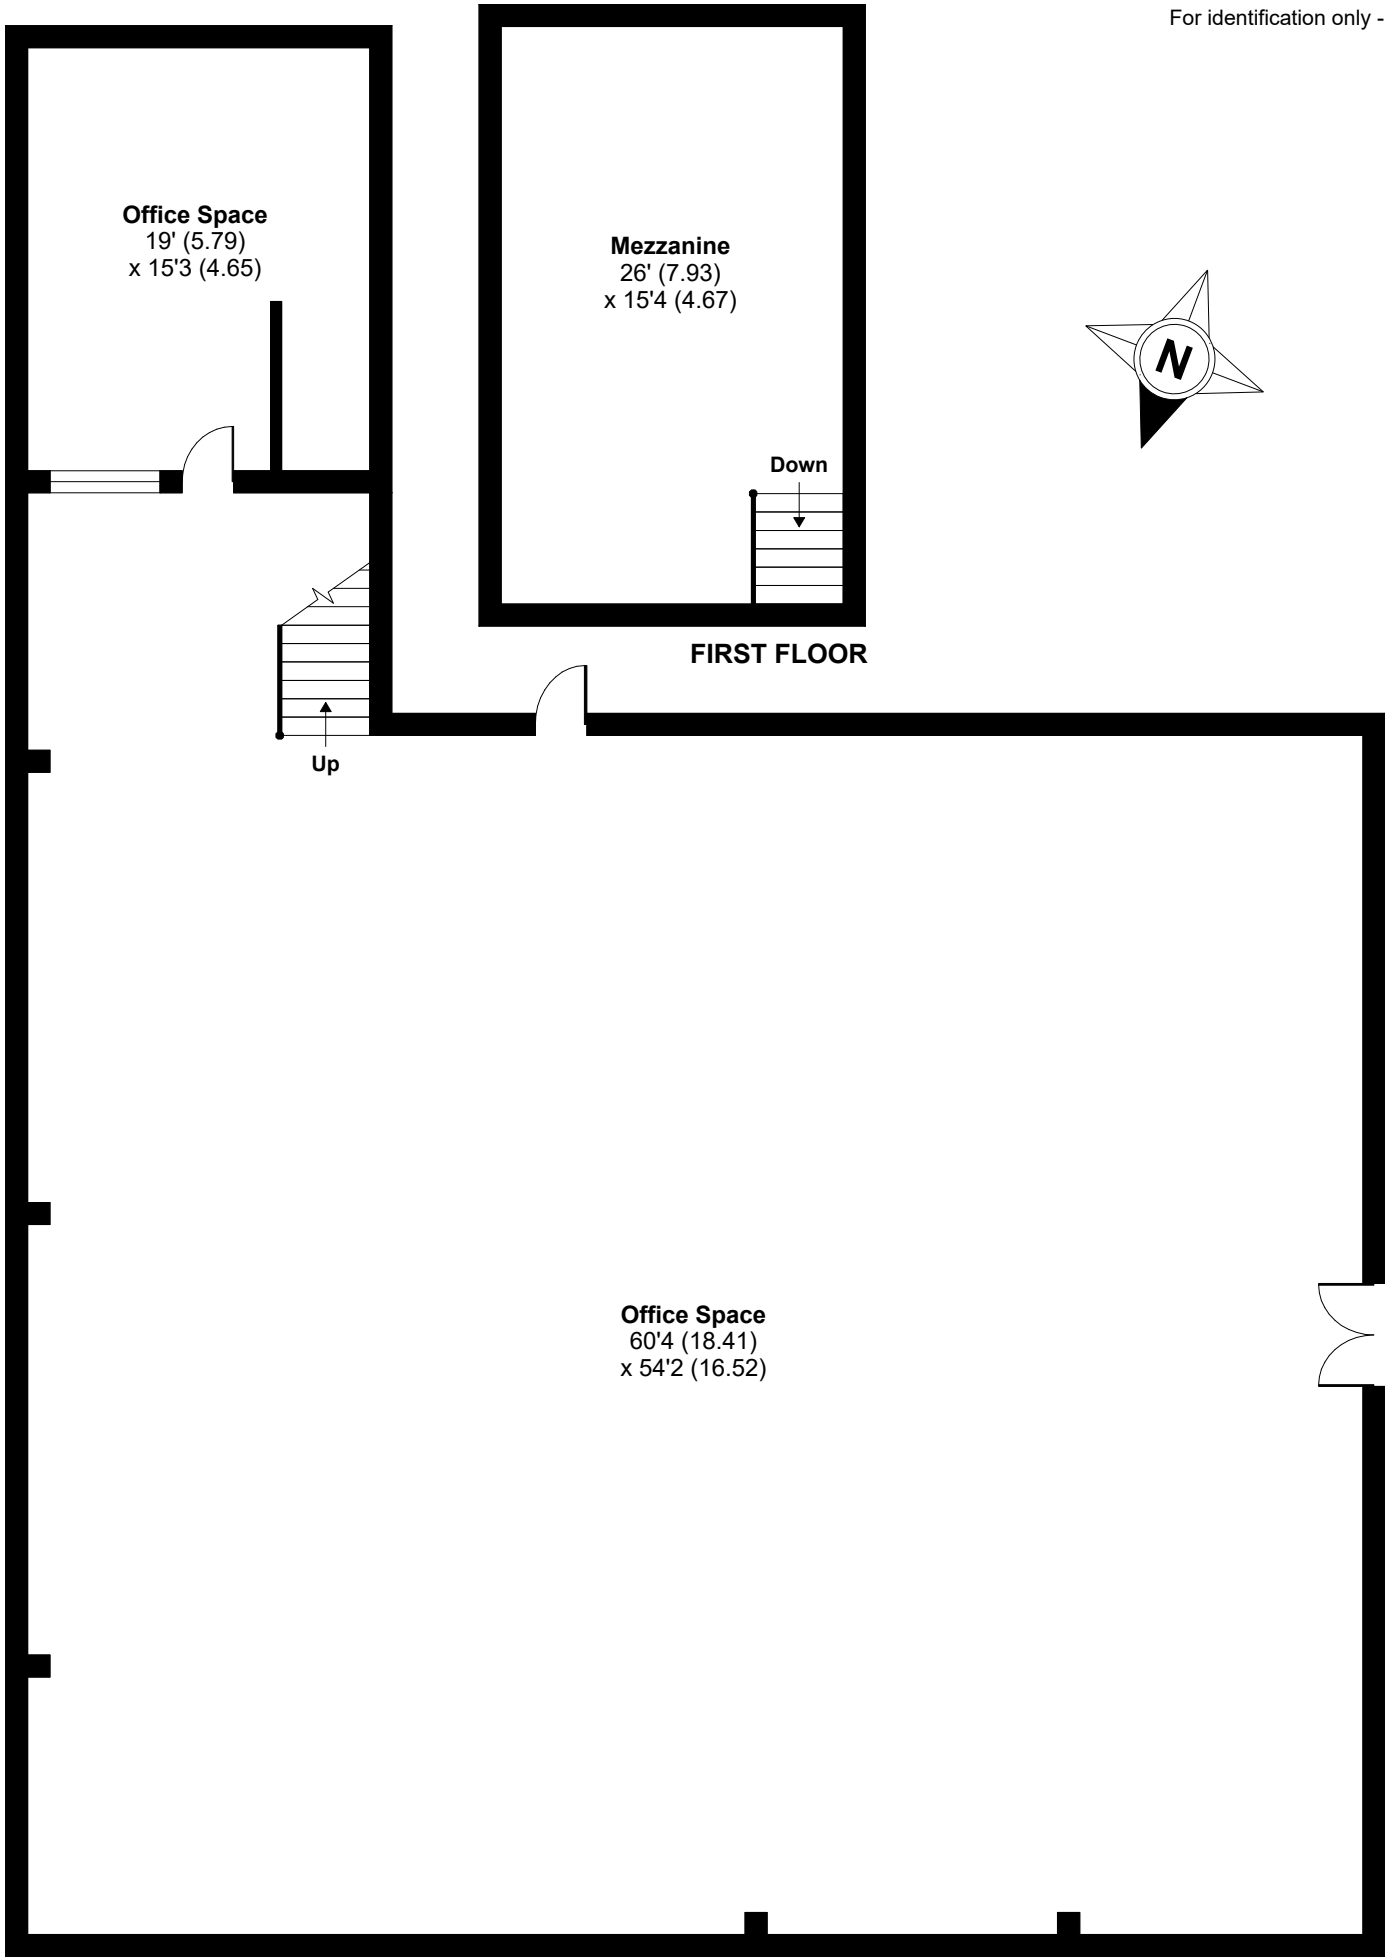 For identification only -
Office Space
19' (5.79)
x 15'3 (4.65)
Mezzanine
26' (7.93)
x 15'4 (4.67)
N
Down
FIRST FLOOR
Up
Office Space
60'4 (18.41)
x 54'2 (16.52)